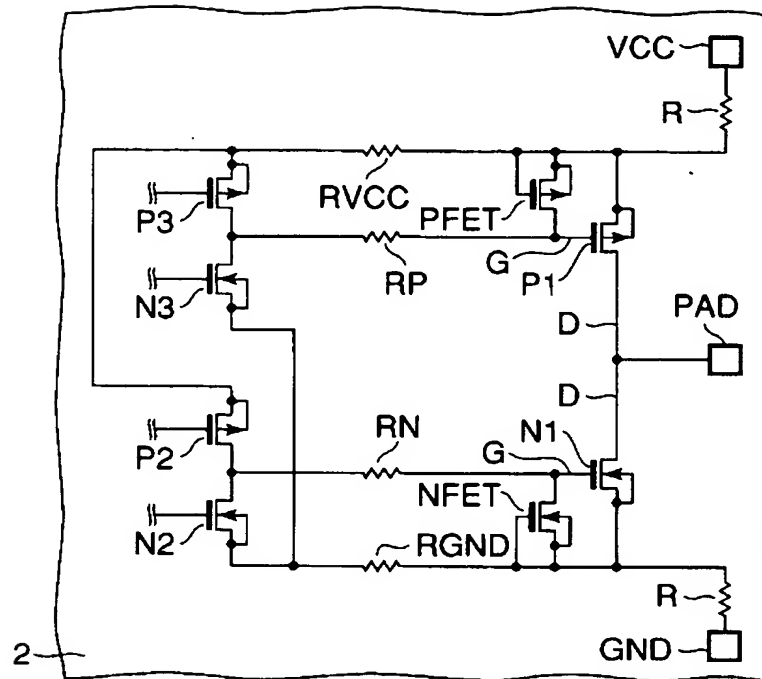 VCC
R
P3
RVCC
PFET
G
P1
N3
RP
D
PAD
D
P2
RN
G
N1
N2
NFET
RGND
R
2
GND